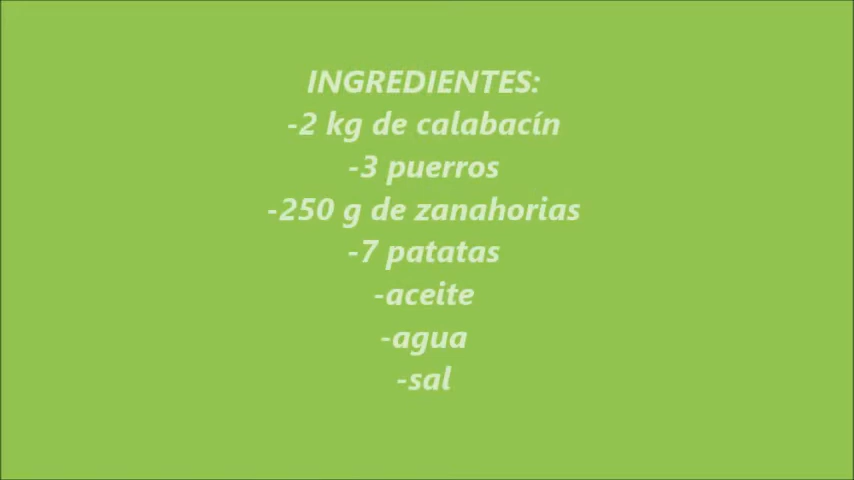 INGREDIENTES:
-2 kg de calabacín
-3 puerros
-250 g de zanahorias
-7 patatas
-aceite
-agua
-sal